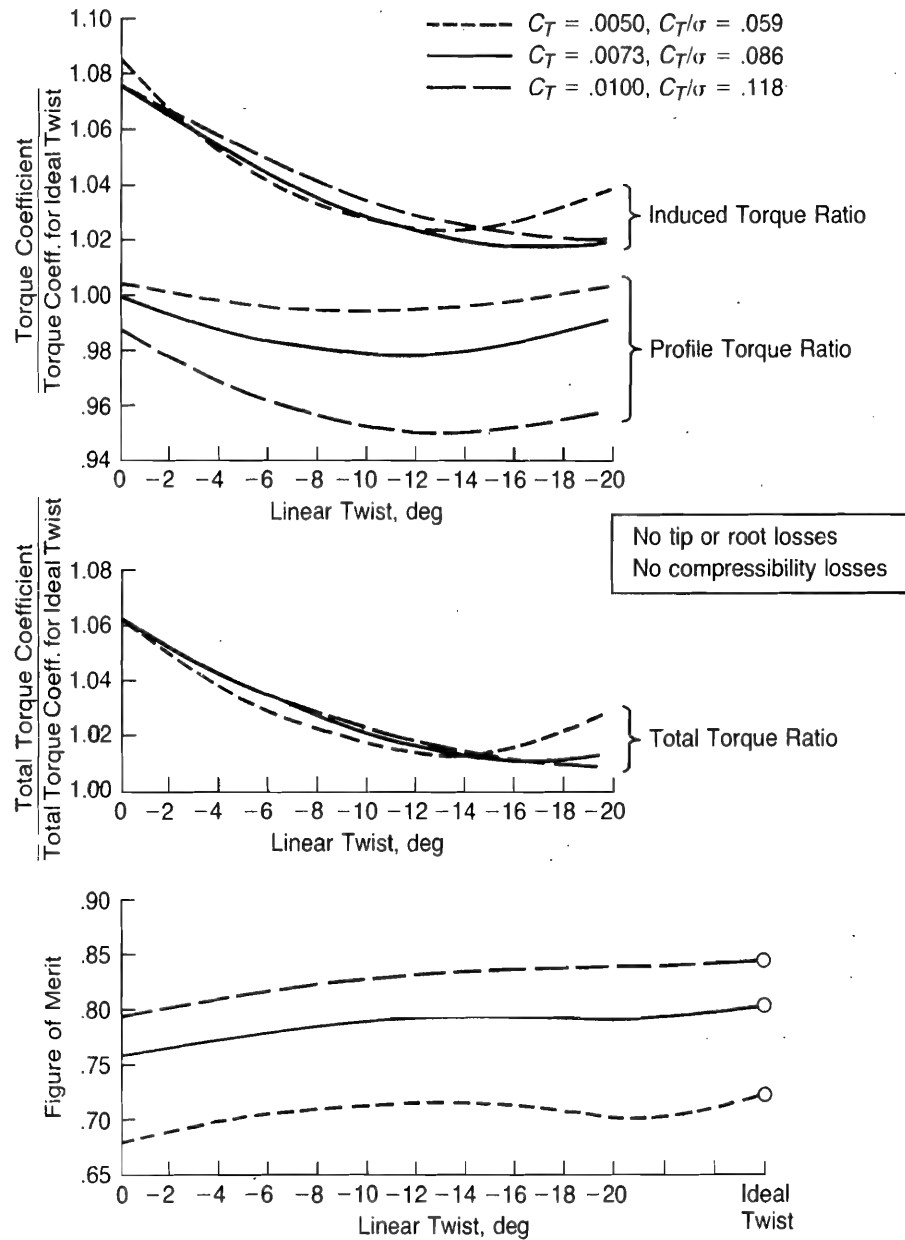 C_T = .0050, C_T/σ = .059
C_T = .0073, C_T/σ = .086
C_T = .0100, C_T/σ = .118
Torque Coefficient
Torque Coeff. for Ideal Twist
1.10
1.08
1.06
1.04
1.02
1.00
.98
.96
.94
Induced Torque Ratio
Profile Torque Ratio
0 -2 -4 -6 -8 -10 -12 -14 -16 -18 -20
Linear Twist, deg
No tip or root losses
No compressibility losses
Total Torque Coefficient
Total Torque Coeff. for Ideal Twist
1.08
1.06
1.04
1.02
1.00
Total Torque Ratio
0 -2 -4 -6 -8 -10 -12 -14 -16 -18 -20
Linear Twist, deg
Figure of Merit
.90
.85
.80
.75
.70
.65
0 -2 -4 -6 -8 -10 -12 -14 -16 -18 -20
Ideal
Twist
Linear Twist, deg